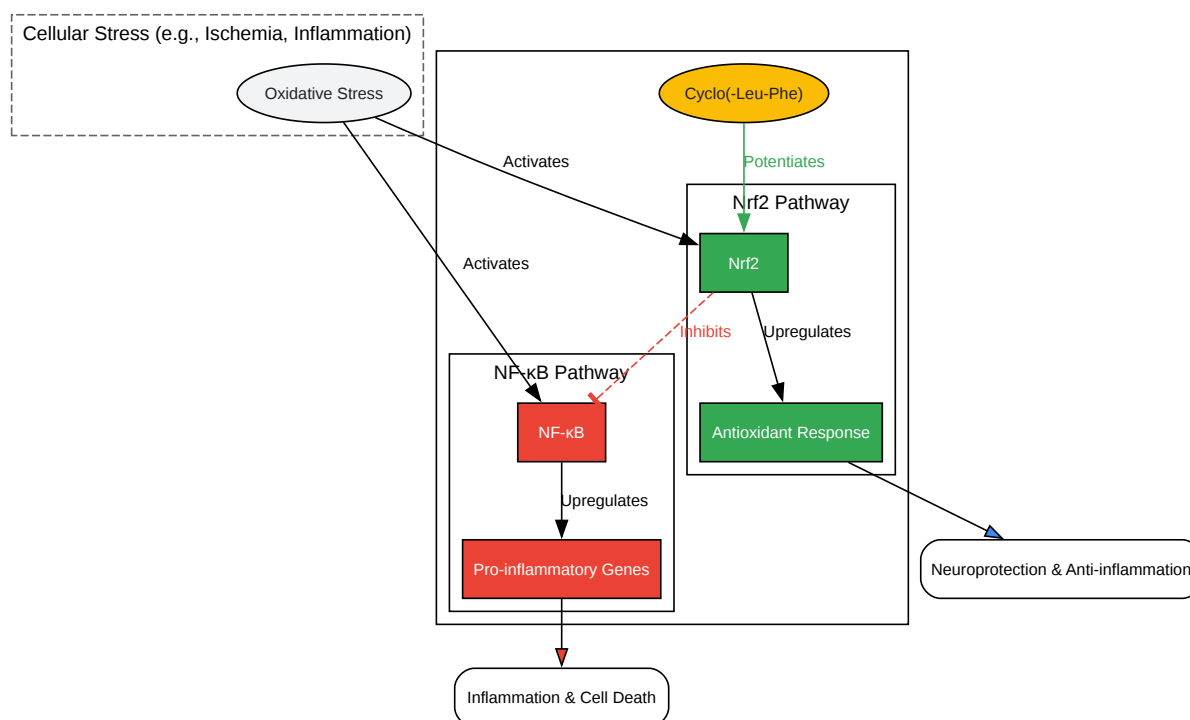 Cellular Stress (e.g., Ischemia, Inflammation)
Oxidative Stress
Cyclo(-Leu-Phe)
Activates
Potentiates
Nrf2 Pathway
Nrf2
Activates
Inhibits
Upregulates
NF-κB Pathway
NF-κB
Antioxidant Response
Upregulates
Pro-inflammatory Genes
Neuroprotection & Anti-inflammation
Inflammation & Cell Death